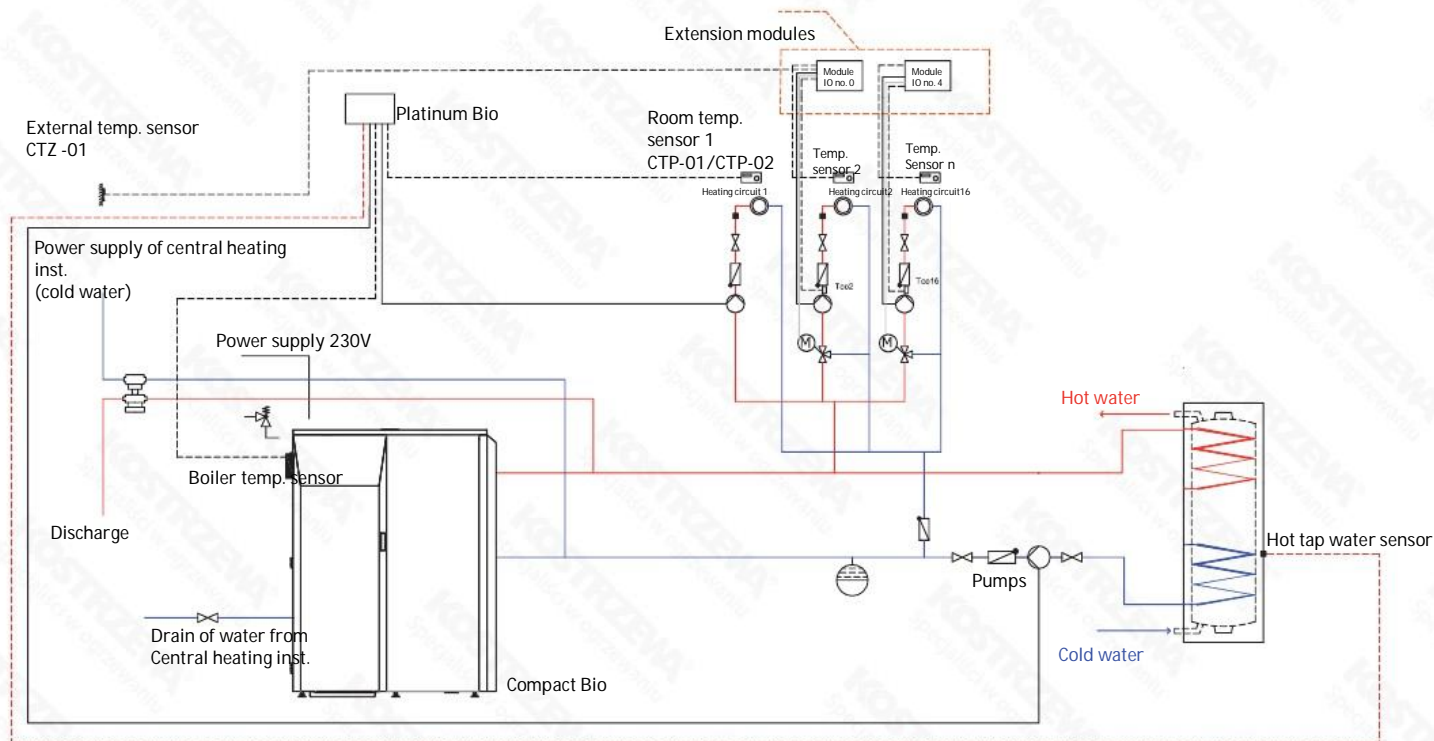 Extension modules
Module
IO no. 0
Module
IO no. 4
Platinum Bio
External temp. sensor
CTZ -01
Room temp.
sensor 1
CTP-01/CTP-02
Temp.
sensor 2
Temp.
Sensor n
Heating circuit 1
Heating circuit2
Heating circuit16
Power supply of central heating
inst.
(cold water)
Tco2
Tco16
Power supply 230V
M
M
Hot water
Boiler temp. sensor
Discharge
Hot tap water sensor
Pumps
Drain of water from
Central heating inst.
Cold water
Compact Bio
KOSTRZEWA
Specjaliści w ogrzewaniu